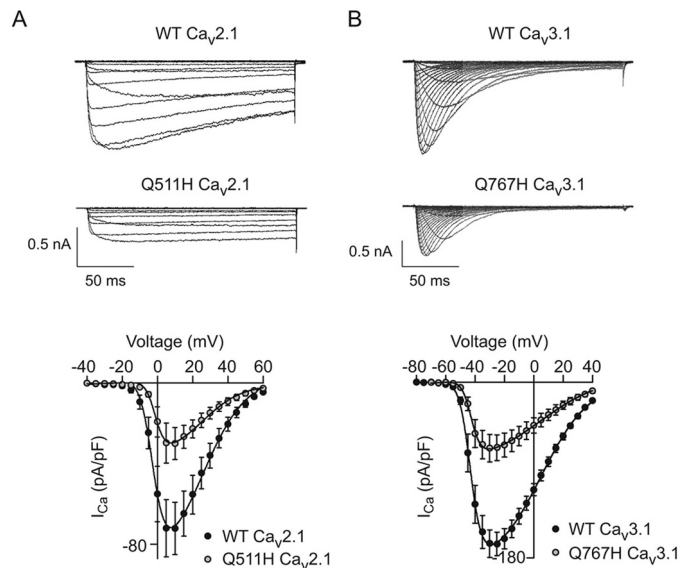 A
WT Cav2.1
Q511H Cav2.1
0.5 nA
50 ms
Voltage (mV)
-40 -20 0 20 40 60
ICa (pA/pF)
-80
WT Cav2.1
Q511H Cav2.1
B
WT Cav3.1
Q767H Cav3.1
0.5 nA
50 ms
Voltage (mV)
-80 -60 -40 -20 0 20 40
ICa (pA/pF)
-180
WT Cav3.1
Q767H Cav3.1